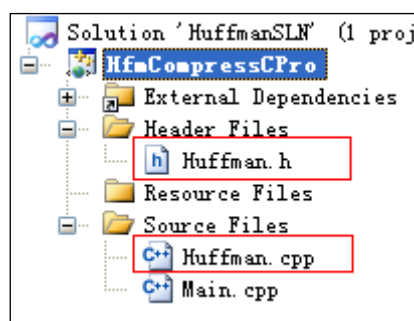 Solution 'HuffmanSLN' (1 proj
HfmCompressCPro
External Dependencies
Header Files
h Huffman.h
Resource Files
Source Files
C++ Huffman.cpp
C++ Main.cpp